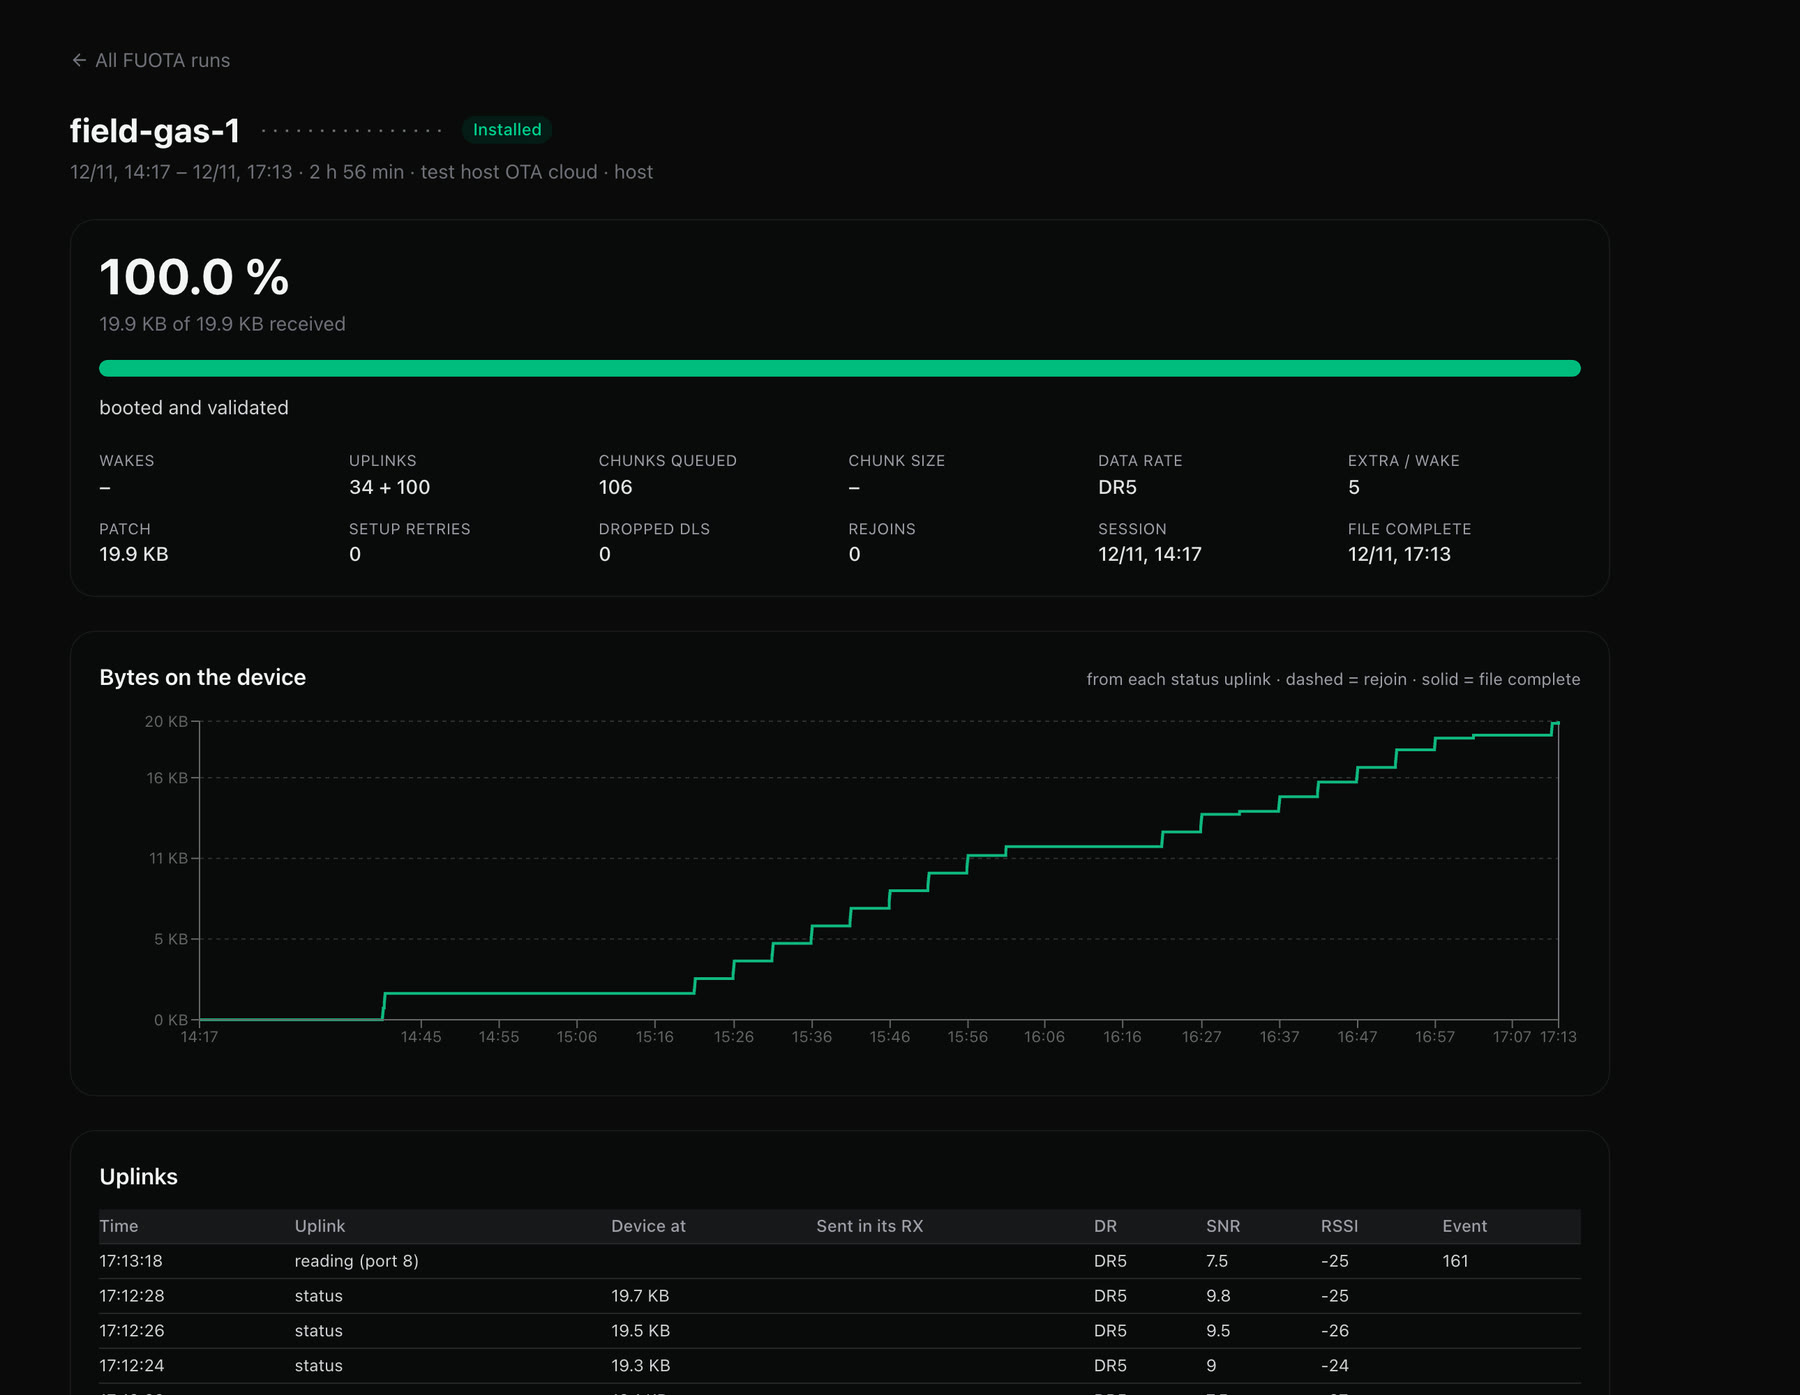 ← All FUOTA runs
field-gas-1 · · · · · · · · · · · · · · · · Installed
12/11, 14:17 – 12/11, 17:13 · 2 h 56 min · test host OTA cloud · host
100.0 %
19.9 KB of 19.9 KB received
booted and validated
WAKES UPLINKS CHUNKS QUEUED CHUNK SIZE DATA RATE EXTRA / WAKE
– 34 + 100 106 – DR5 5
PATCH SETUP RETRIES DROPPED DLS REJOINS SESSION FILE COMPLETE
19.9 KB 0 0 0 12/11, 14:17 12/11, 17:13
Bytes on the device from each status uplink · dashed = rejoin · solid = file complete
20 KB
16 KB
11 KB
5 KB
0 KB
14:17 14:45 14:55 15:06 15:16 15:26 15:36 15:46 15:56 16:06 16:16 16:27 16:37 16:47 16:57 17:07 17:13
Uplinks
Time Uplink Device at Sent in its RX DR SNR RSSI Event
17:13:18 reading (port 8) DR5 7.5 -25 161
17:12:28 status 19.7 KB DR5 9.8 -25
17:12:26 status 19.5 KB DR5 9.5 -26
17:12:24 status 19.3 KB DR5 9 -24